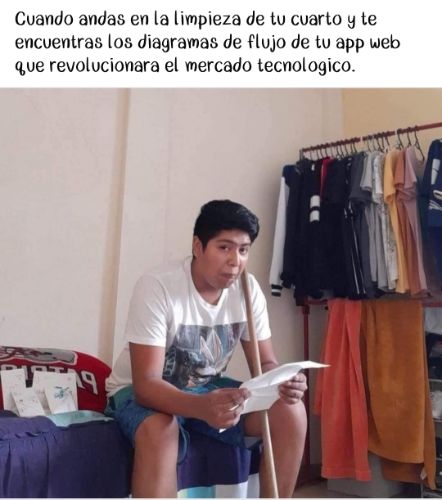 Cuando andas en la limpieza de tu cuarto y te
encuentras los diagramas de flujo de tu app web
que revolucionara el mercado tecnologico.